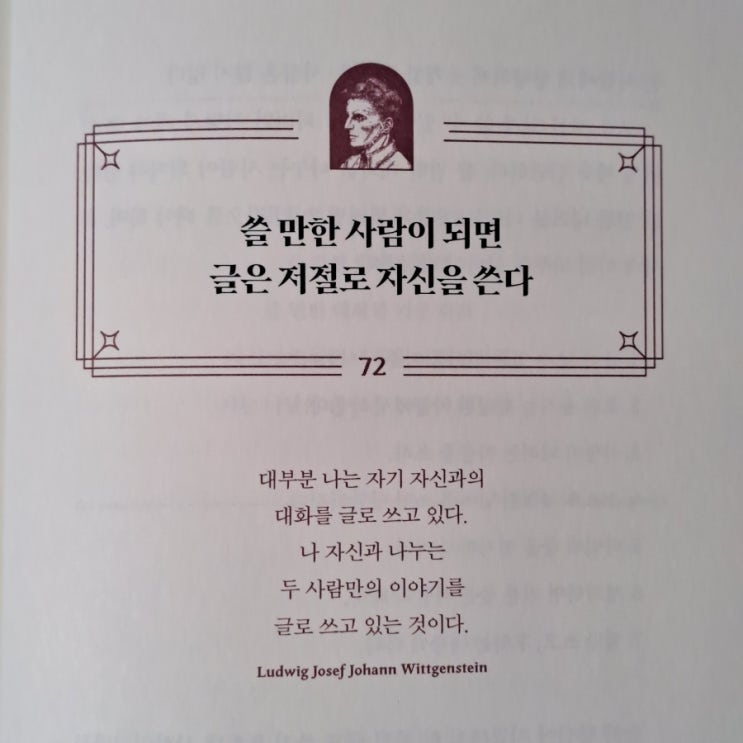 쓸 만한 사람이 되면
글은 저절로 자신을 쓴다
72
대부분 나는 자기 자신과의
대화를 글로 쓰고 있다.
나 자신과 나누는
두 사람만의 이야기를
글로 쓰고 있는 것이다.
Ludwig Josef Johann Wittgenstein